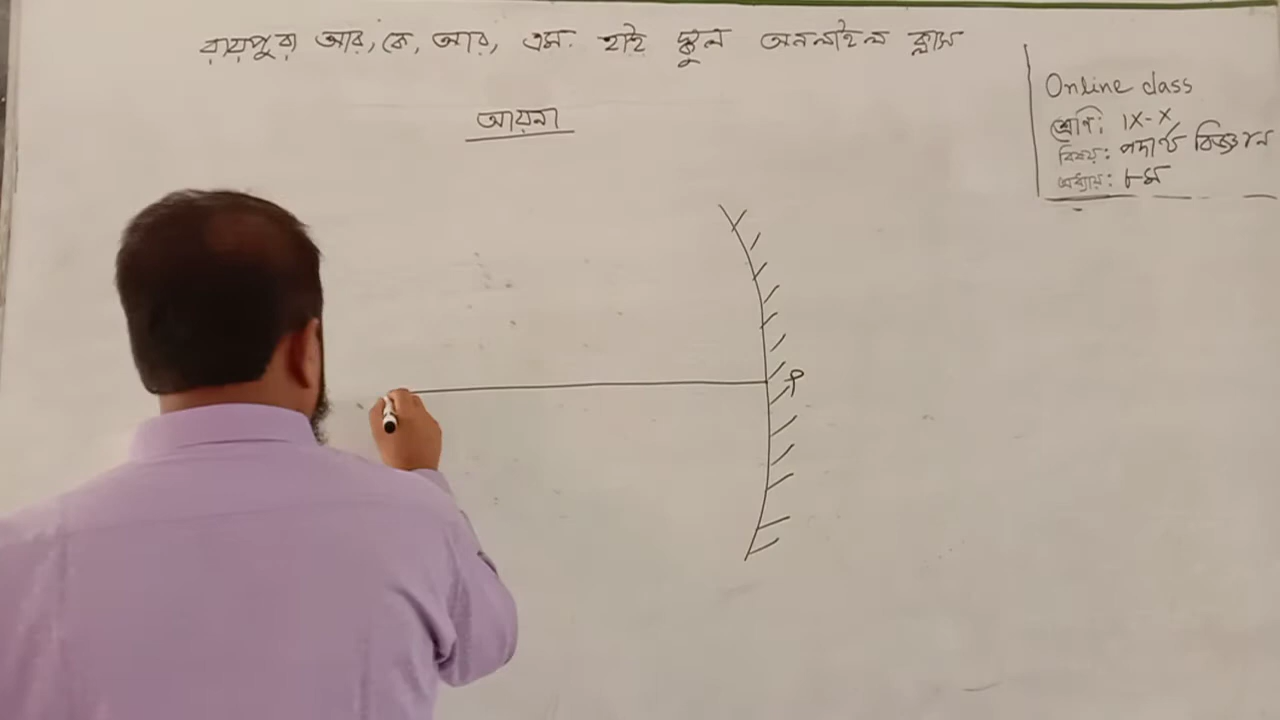 রায়পুরা আর, কে, আর, এম. হাই স্কুল অনলাইন ক্লাস
আয়না
Online class
শ্রেণি: IX-X
বিষয়: পদার্থ বিজ্ঞান
অধ্যায়: ৮ম
P